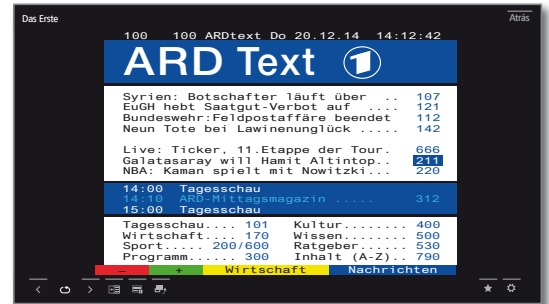 Das Erste
Atrás
100 100 ARDtext Do 20.12.14 14:12:42
ARD Text 1
Syrien: Botschafter läuft über .. 107
EuGH hebt Saatgut-Verbot auf .... 121
Bundeswehr:Feldpostaffäre beendet 112
Neun Tote bei Lawinenunglück ..... 142
Live: Ticker, 11.Etappe der Tour. 666
Galatasaray will Hamit Altintop.. 211
NBA: Kaman spielt mit Nowitzki... 220
14:00 Tagesschau
14:10 ARD-Mittagsmagazin ..... 312
15:00 Tagesschau
Tagesschau.... 101 Kultur........ 400
Wirtschaft.... 170 Wissen........ 500
Sport..... 200/600 Ratgeber...... 530
Programm...... 300 Inhalt (A-Z).. 790
- + Wirtschaft Nachrichten